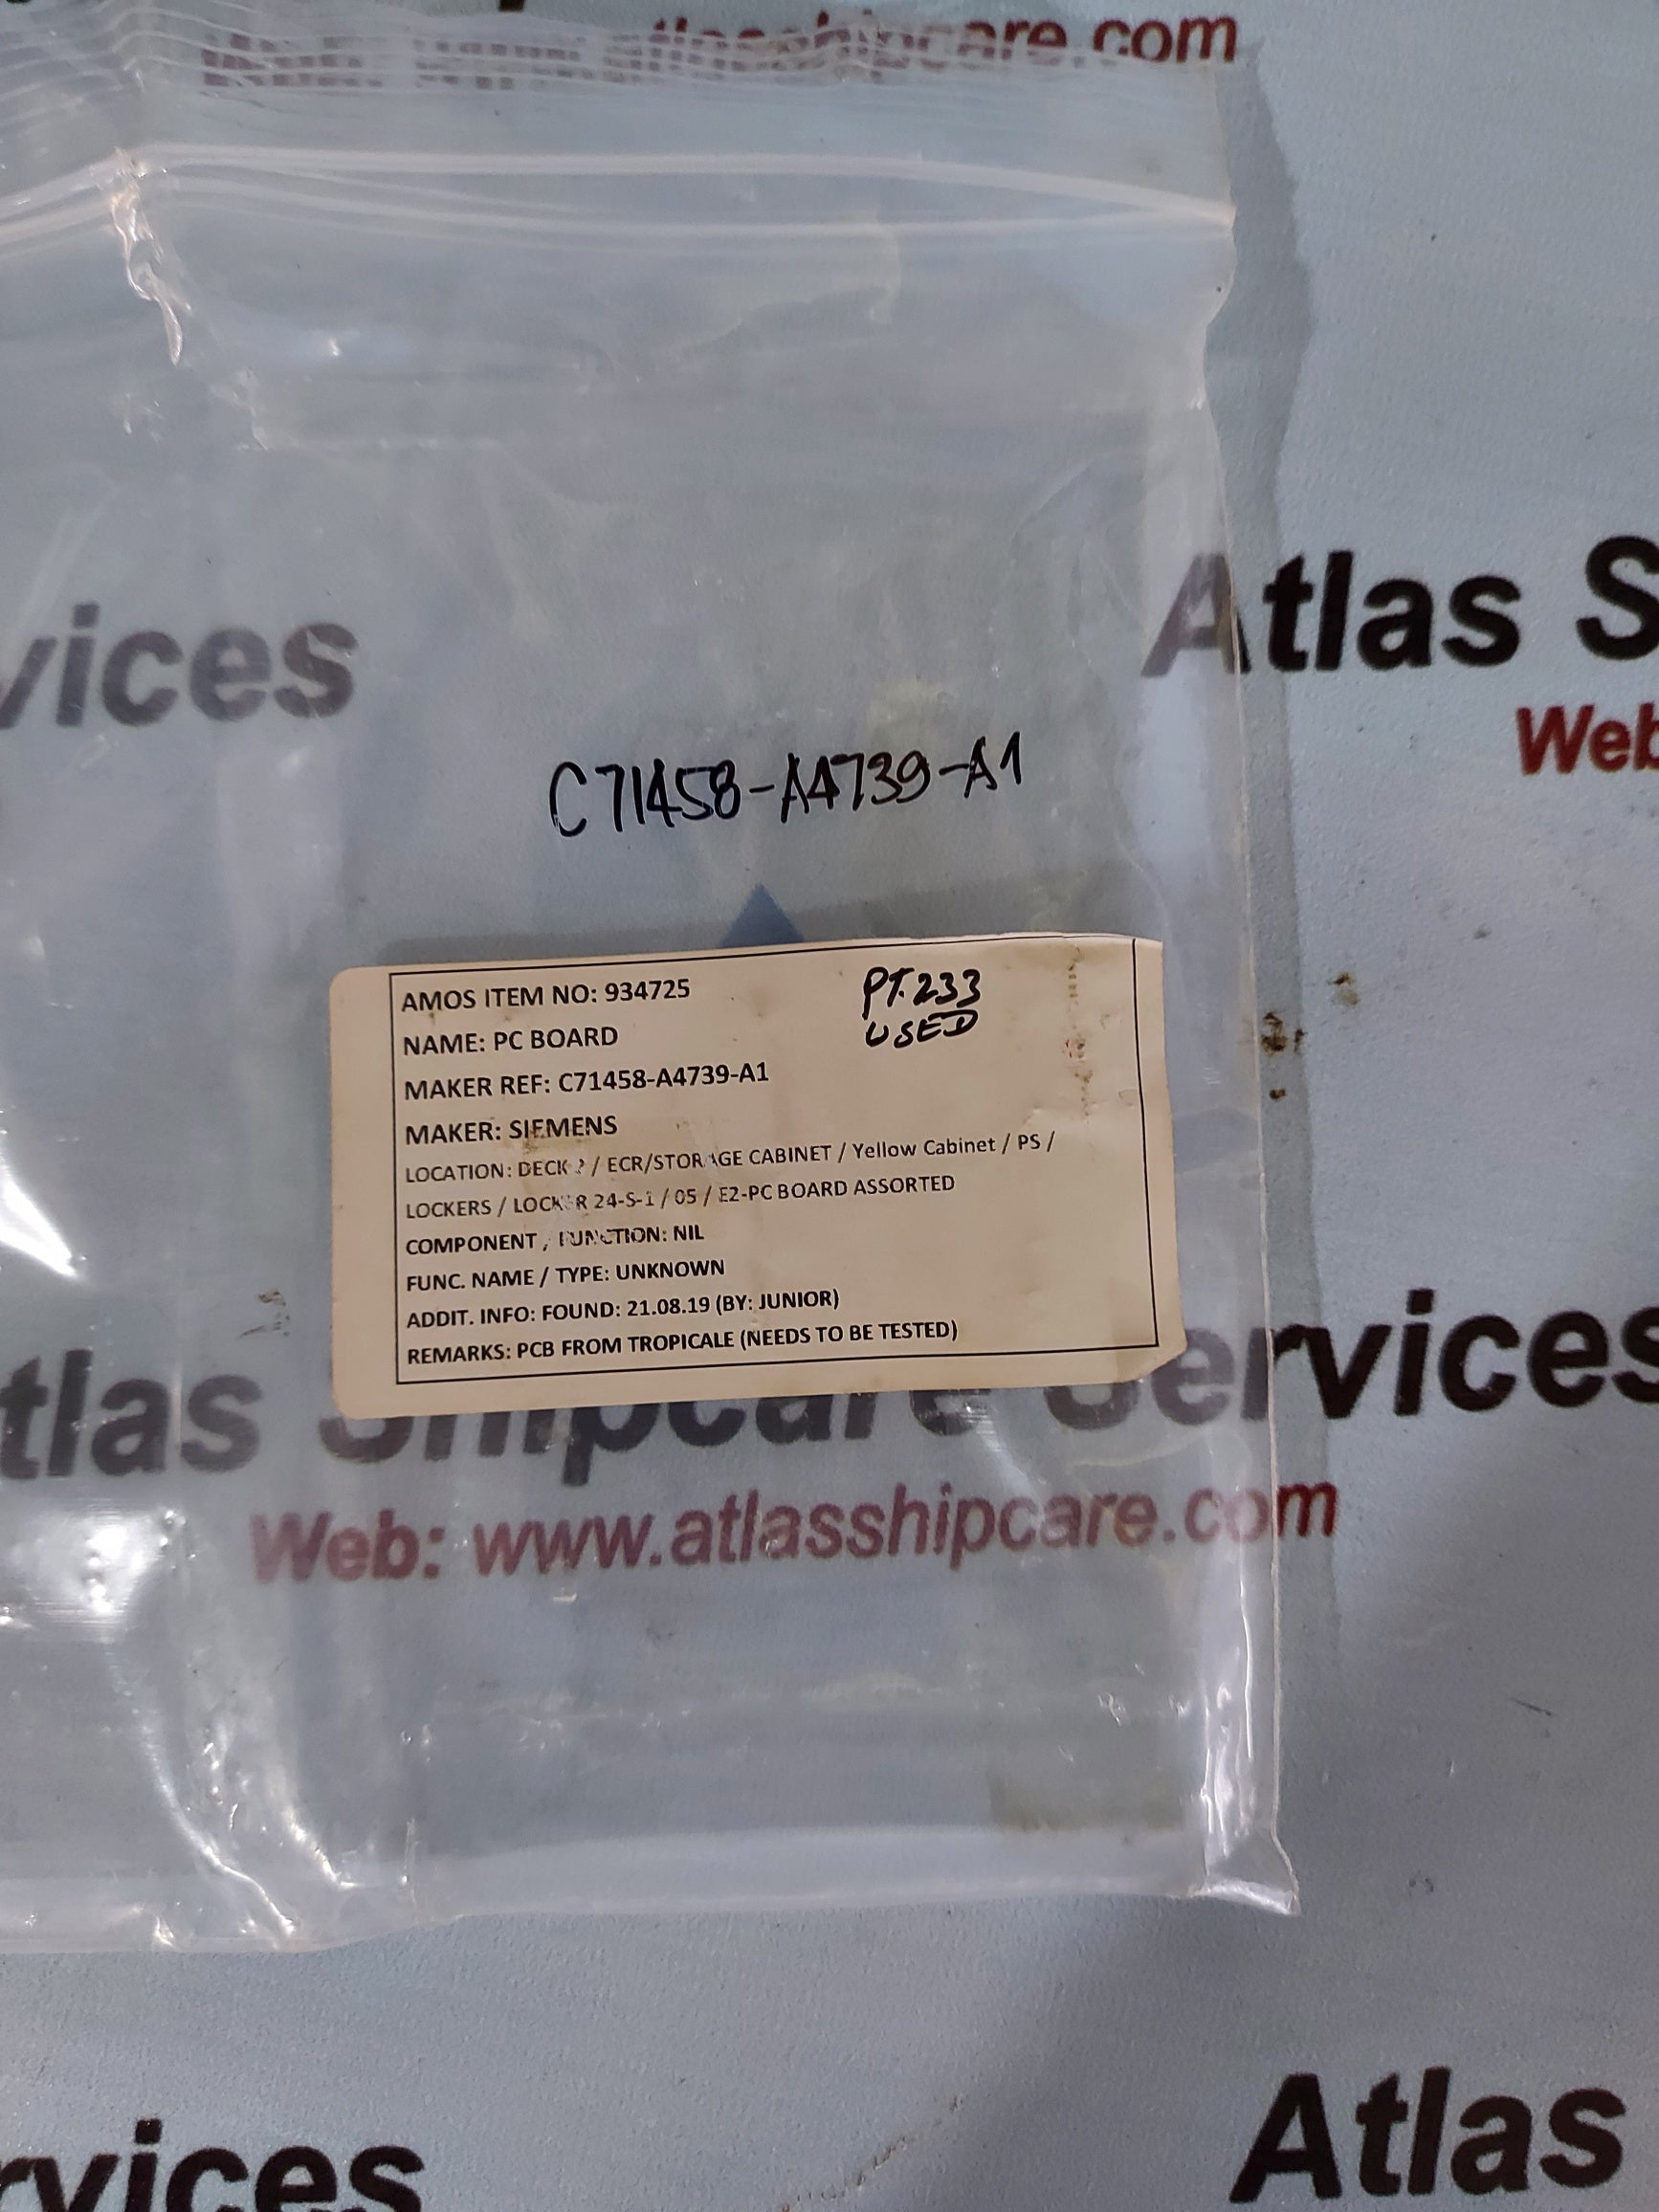 atlasshipcare.com
vices
Atlas S
Web
C71458-A4739-A1
AMOS ITEM NO: 934725
PT.233
USED
NAME: PC BOARD
MAKER REF: C71458-A4739-A1
MAKER: SIEMENS
LOCATION: DECK / ECR/STORAGE CABINET / Yellow Cabinet / PS /
LOCKERS / LOCKER 24-S-1 / 05 / E2-PC BOARD ASSORTED
COMPONENT / FUNCTION: NIL
FUNC. NAME / TYPE: UNKNOWN
ADDIT. INFO: FOUND: 21.08.19 (BY: JUNIOR)
REMARKS: PCB FROM TROPICALE (NEEDS TO BE TESTED)
tlas Shipcare Services
Web: www.atlasshipcare.com
Atlas
rvices